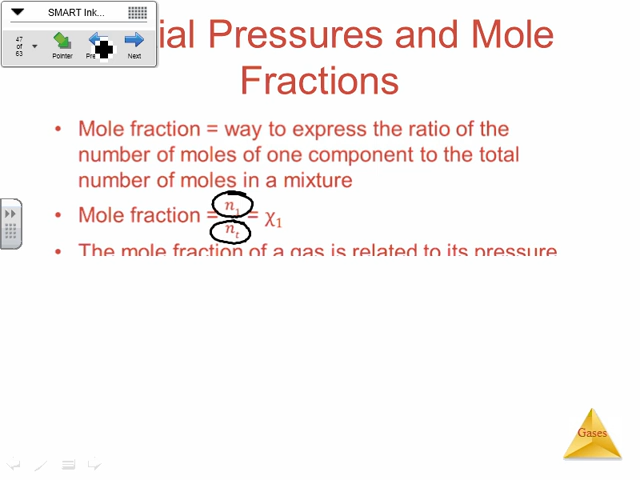 SMART Ink...
47
of
63
Pointer
Next
ial Pressures and Mole
Fractions
• Mole fraction = way to express the ratio of the
number of moles of one component to the total
number of moles in a mixture
• Mole fraction = n₁/nₜ = χ₁
• The mole fraction of a gas is related to its pressure
Gases